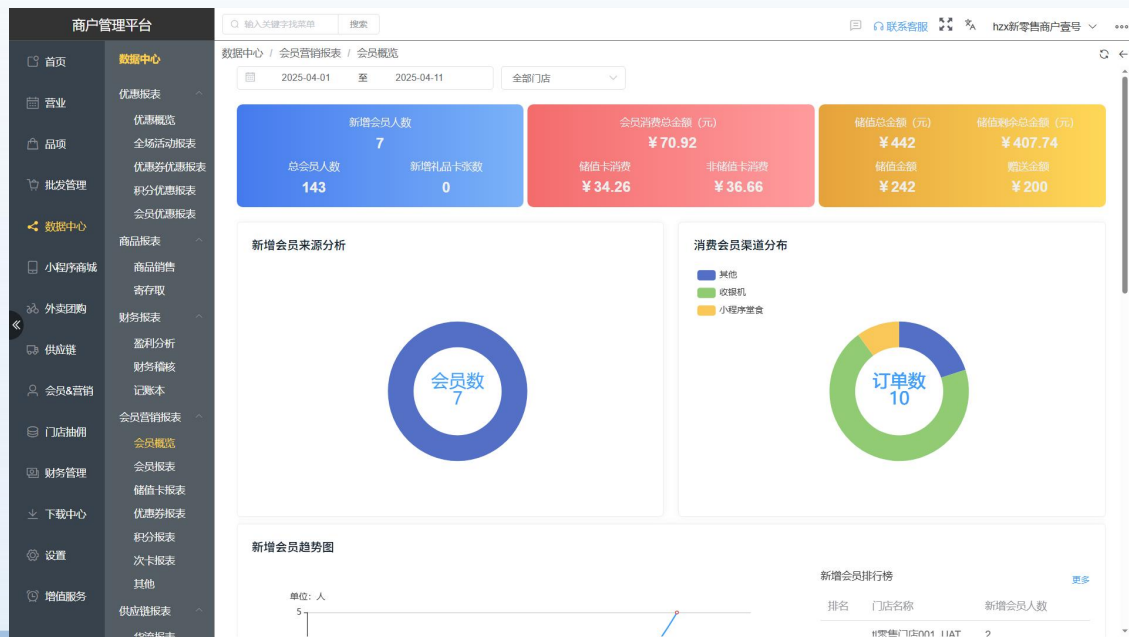 商户管理平台
输入关键字找菜单
搜索
联系客服
hzx新零售商户壹号
首页
营业
品项
批发管理
数据中心
小程序商城
外卖团购
供应链
会员&营销
门店抽佣
财务管理
下载中心
设置
增值服务
数据中心
优惠报表
优惠概览
全场活动报表
优惠券优惠报表
积分优惠报表
会员优惠报表
商品报表
商品销售
寄存取
财务报表
盈利分析
财务稽核
记账本
会员营销报表
会员概览
会员报表
储值卡报表
优惠券报表
积分报表
次卡报表
其他
供应链报表
数据中心 / 会员营销报表 / 会员概览
2025-04-01 至 2025-04-11
全部门店
新增会员人数
7
总会员人数 新增礼品卡张数
143 0
会员消费总金额（元）
¥70.92
储值卡消费 非储值卡消费
¥34.26 ¥36.66
储值总金额（元） 储值剩余总金额（元）
¥442 ¥407.74
储值金额 赠送金额
¥242 ¥200
新增会员来源分析
会员数
7
消费会员渠道分布
其他
收银机
小程序堂食
订单数
10
新增会员趋势图
单位：人
5
新增会员排行榜
更多
排名 门店名称 新增会员人数
tl零售门店001_UAT 2